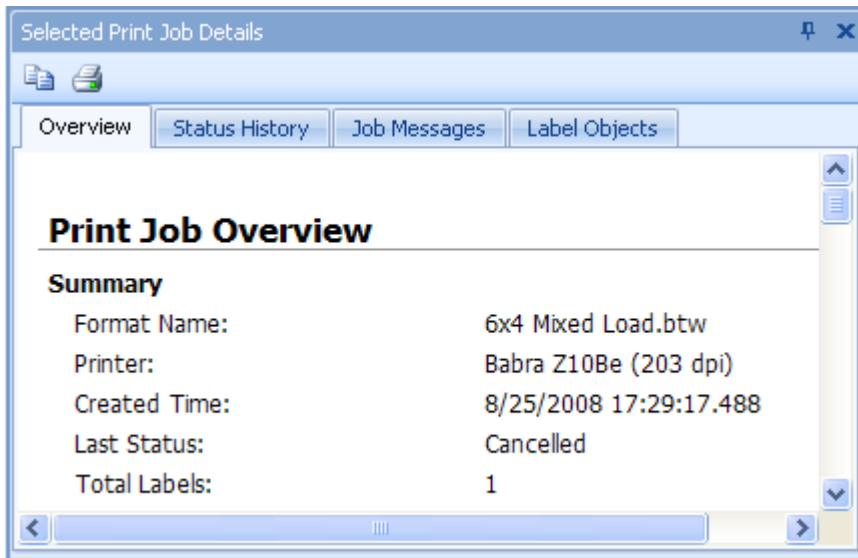 Selected Print Job Details
Overview Status History Job Messages Label Objects
Print Job Overview
Summary
Format Name: 6x4 Mixed Load.btw
Printer: Babra Z10Be (203 dpi)
Created Time: 8/25/2008 17:29:17.488
Last Status: Cancelled
Total Labels: 1